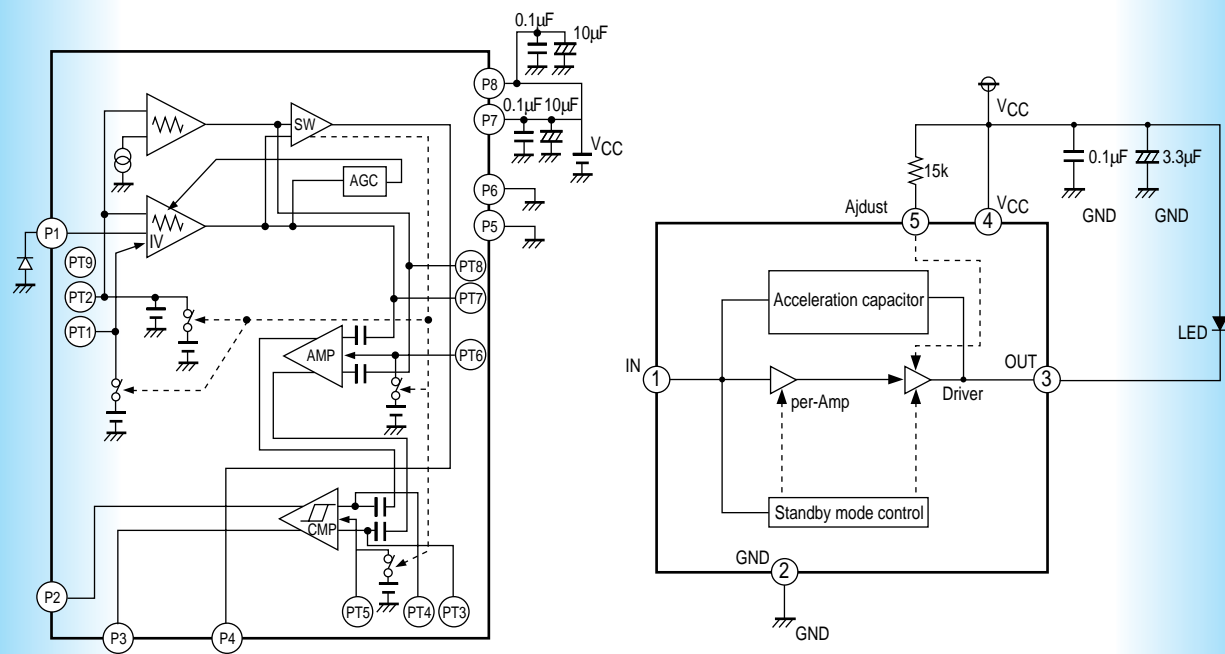 0.1μF
10μF
P8
0.1μF 10μF
P7
VCC
SW
AGC
P6
P5
P1
IV
PT9
PT8
PT2
PT7
PT1
AMP
PT6
CMP
P2
PT5
PT4
PT3
P3
P4
VCC
0.1μF
3.3μF
15k
GND
GND
Ajdust
5
4
VCC
Acceleration capacitor
LED
IN
1
per-Amp
Driver
OUT
3
Standby mode control
GND
2
GND